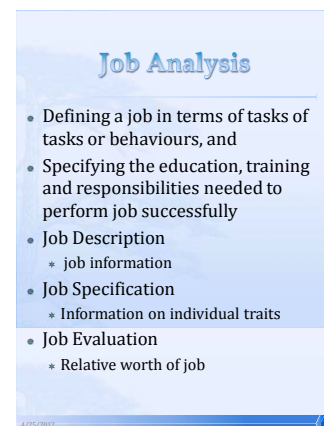 Job Analysis
Defining a job in terms of tasks of
tasks or behaviours, and
Specifying the education, training
and responsibilities needed to
perform job successfully
Job Description
job information
Job Specification
Information on individual traits
Job Evaluation
Relative worth of job